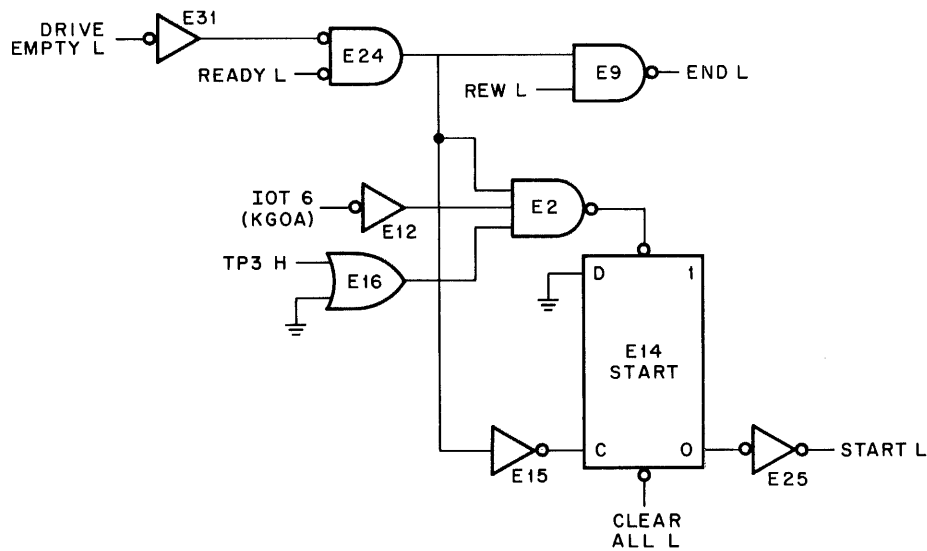 E31
DRIVE
EMPTY L
E24
READY L
E9
END L
REW L
IOT 6
(KGOA)
E12
E2
TP3 H
E16
D
1
E14
START
C
0
E15
E25
START L
CLEAR
ALL L